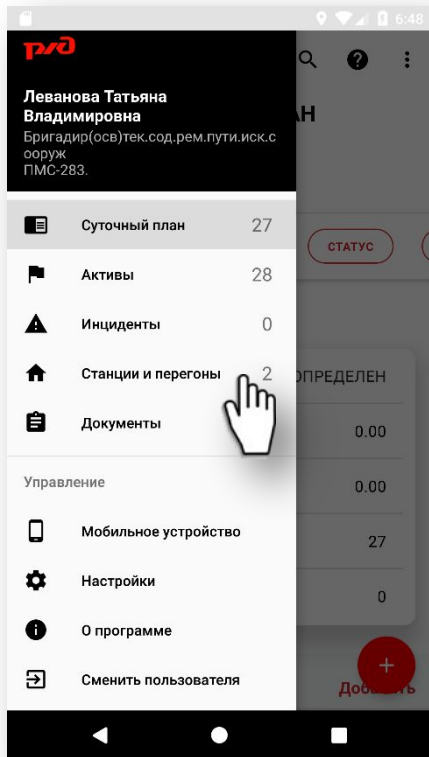 6:48
ржд
Леванова Татьяна
Владимировна
Бригадир(осв)тек.сод.рем.пути.иск.с
ооруж
ПМС-283.
АН
Суточный план 27
СТАТУС
Активы 28
Инциденты 0
Станции и перегоны 2
ОПРЕДЕЛЕН
Документы
0.00
Управление
0.00
Мобильное устройство
27
Настройки
0
О программе
+
Сменить пользователя